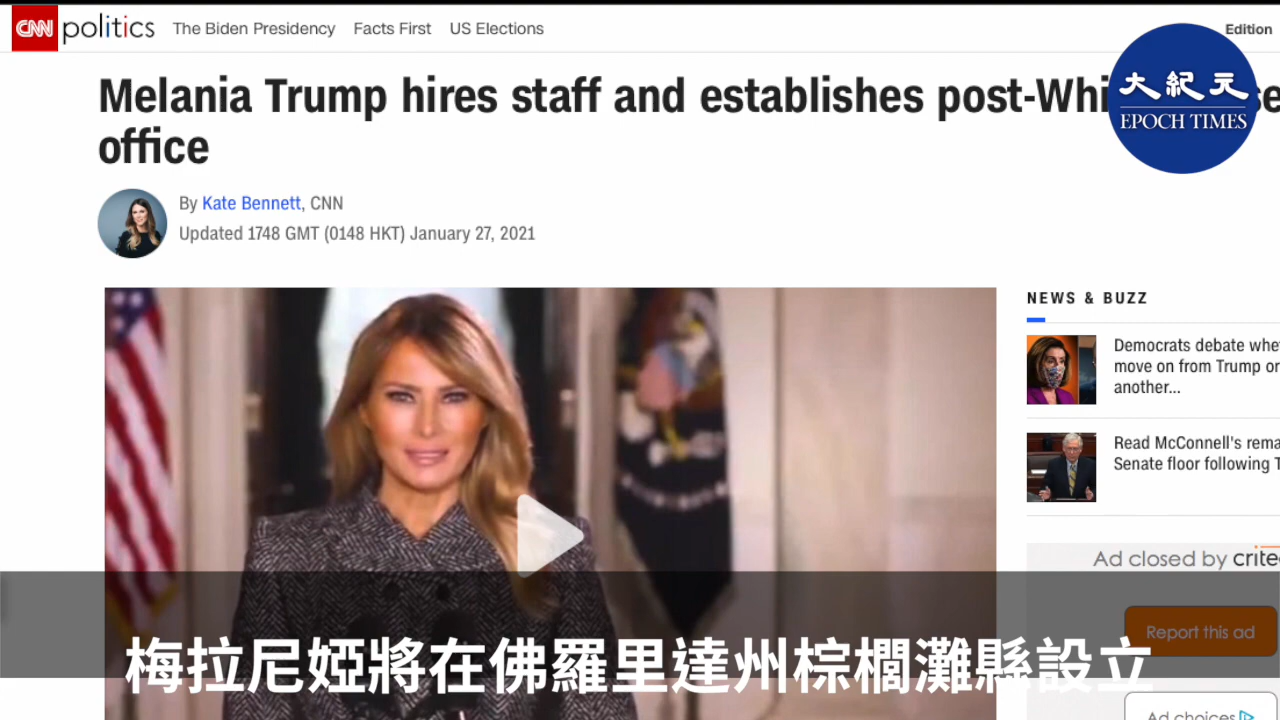 CNN politics The Biden Presidency Facts First US Elections Edition
大紀元
EPOCH TIMES
Melania Trump hires staff and establishes post-Whi se
office
By Kate Bennett, CNN
Updated 1748 GMT (0148 HKT) January 27, 2021
NEWS & BUZZ
Democrats debate whe
move on from Trump or
another...
Read McConnell's rema
Senate floor following T
Ad closed by crite
Report this ad
Ad choices
梅拉尼婭將在佛羅里達州棕櫚灘縣設立